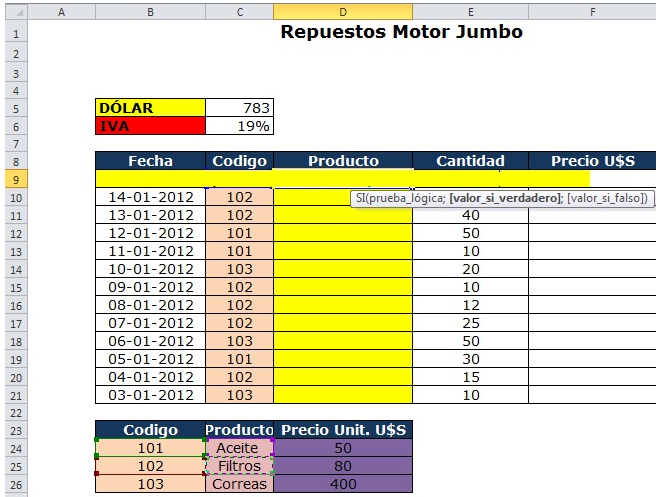 A B C D E F
1 Repuestos Motor Jumbo
2
3
4
5 DÓLAR 783
6 IVA 19%
7
8 Fecha Codigo Producto Cantidad Precio U$S
9
10 14-01-2012 102 SI(prueba_lógica; [valor_si_verdadero]; [valor_si_falso])
11 13-01-2012 102 40
12 12-01-2012 101 50
13 11-01-2012 101 10
14 10-01-2012 103 20
15 09-01-2012 102 10
16 08-01-2012 102 12
17 07-01-2012 102 25
18 06-01-2012 103 50
19 05-01-2012 101 30
20 04-01-2012 102 15
21 03-01-2012 103 10
22
23 Codigo Producto Precio Unit. U$S
24 101 Aceite 50
25 102 Filtros 80
26 103 Correas 400